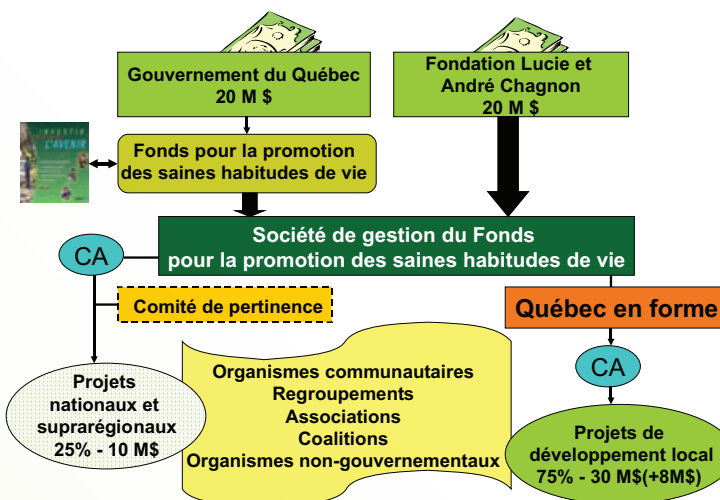 Gouvernement du Québec
20 M $
Fondation Lucie et
André Chagnon
20 M $
INVESTIR
L'AVENIR
Fonds pour la promotion
des saines habitudes de vie
Société de gestion du Fonds
pour la promotion des saines habitudes de vie
CA
Comité de pertinence
Québec en forme
CA
Projets
nationaux et
suprarégionaux
25% - 10 M$
Organismes communautaires
Regroupements
Associations
Coalitions
Organismes non-gouvernementaux
Projets de
développement local
75% - 30 M$(+8M$)